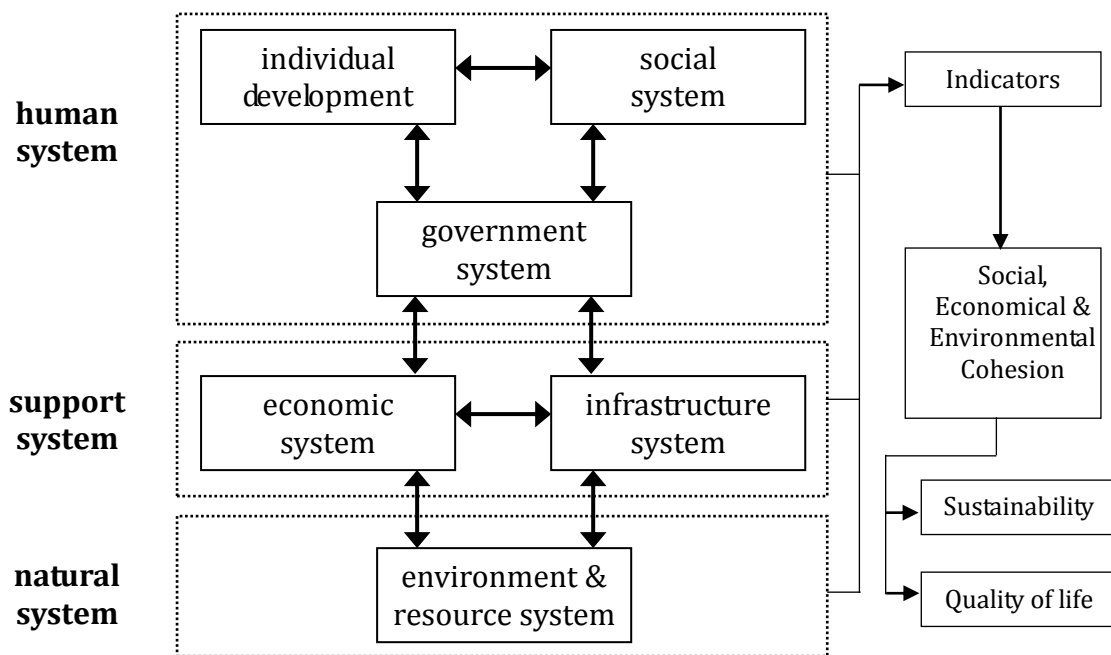 human
system
individual
development
social
system
government
system
support
system
economic
system
infrastructure
system
natural
system
environment &
resource system
Indicators
Social,
Economical &
Environmental
Cohesion
Sustainability
Quality of life